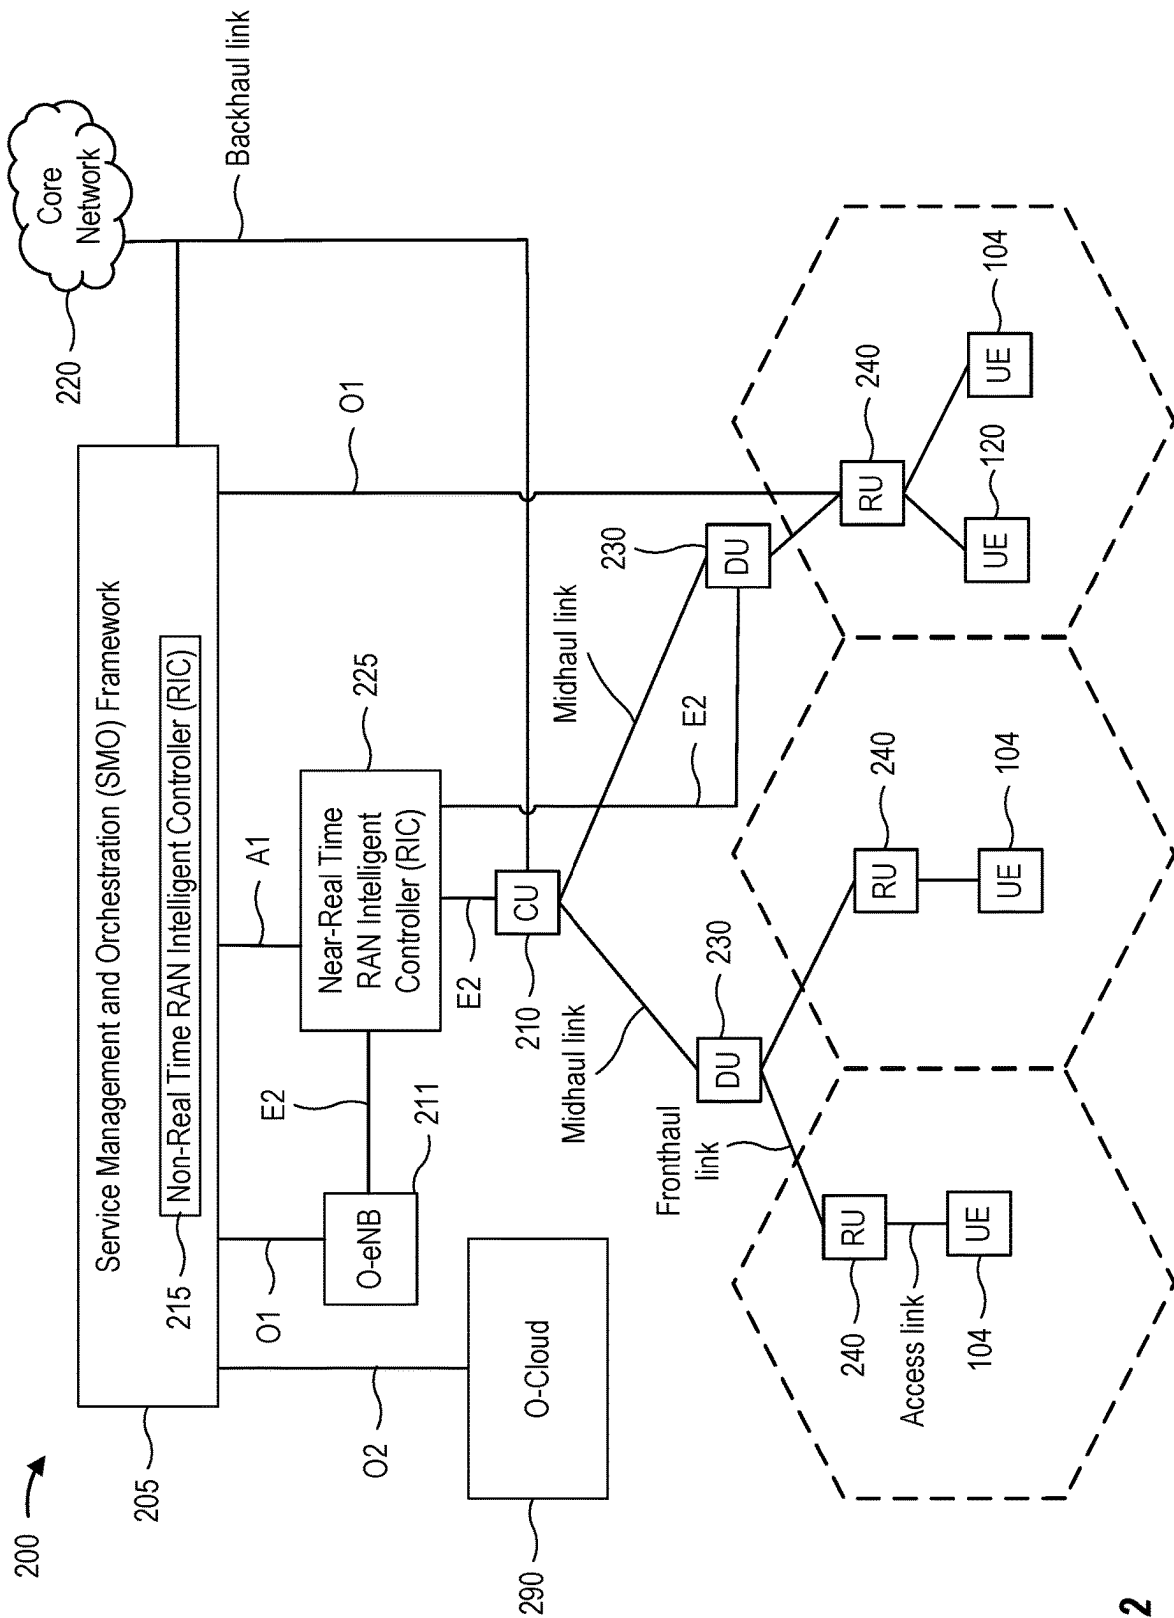 200
205
Service Management and Orchestration (SMO) Framework
215
Non-Real Time RAN Intelligent Controller (RIC)
220
Core
Network
Backhaul link
O2
O1
A1
O1
E2
O-eNB
211
Near-Real Time
RAN Intelligent
Controller (RIC)
225
290
O-Cloud
E2
210
CU
Midhaul link
Midhaul link
E2
Fronthaul
link
DU
230
DU
230
240
RU
Access link
104
UE
RU
240
UE
104
RU
240
UE
120
UE
104
2